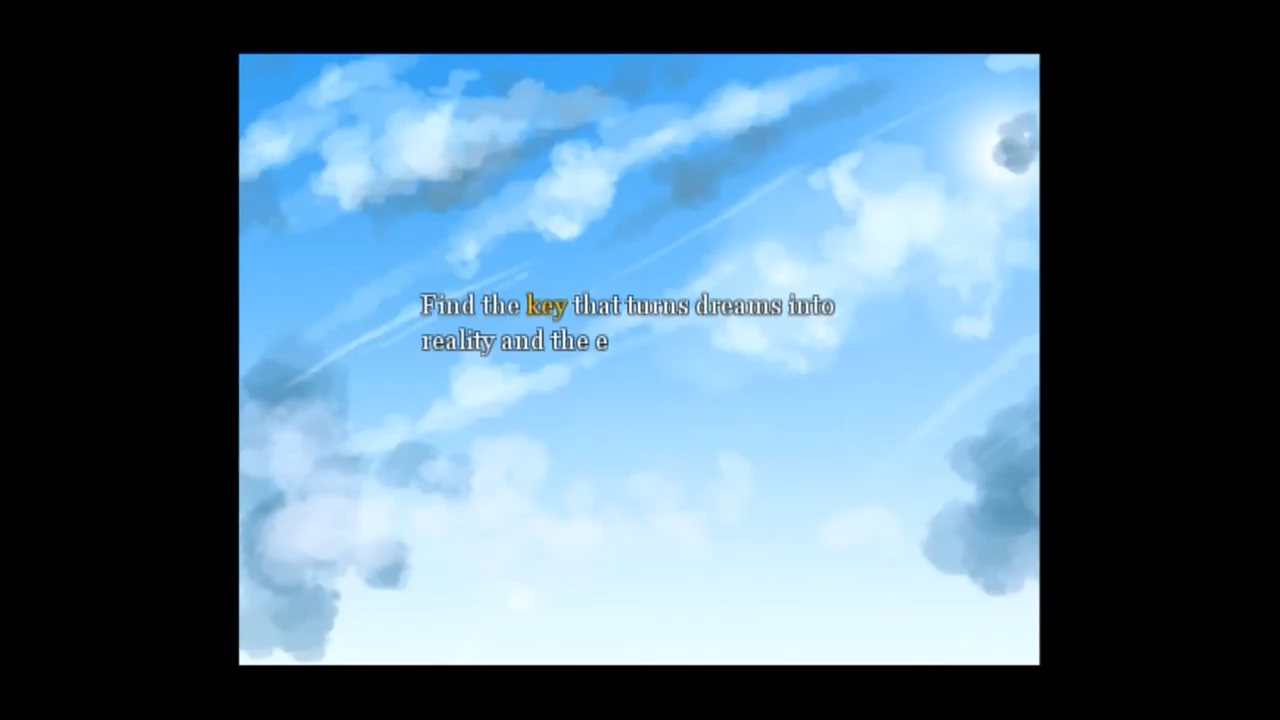 Find the key that turns dreams into
reality and the e